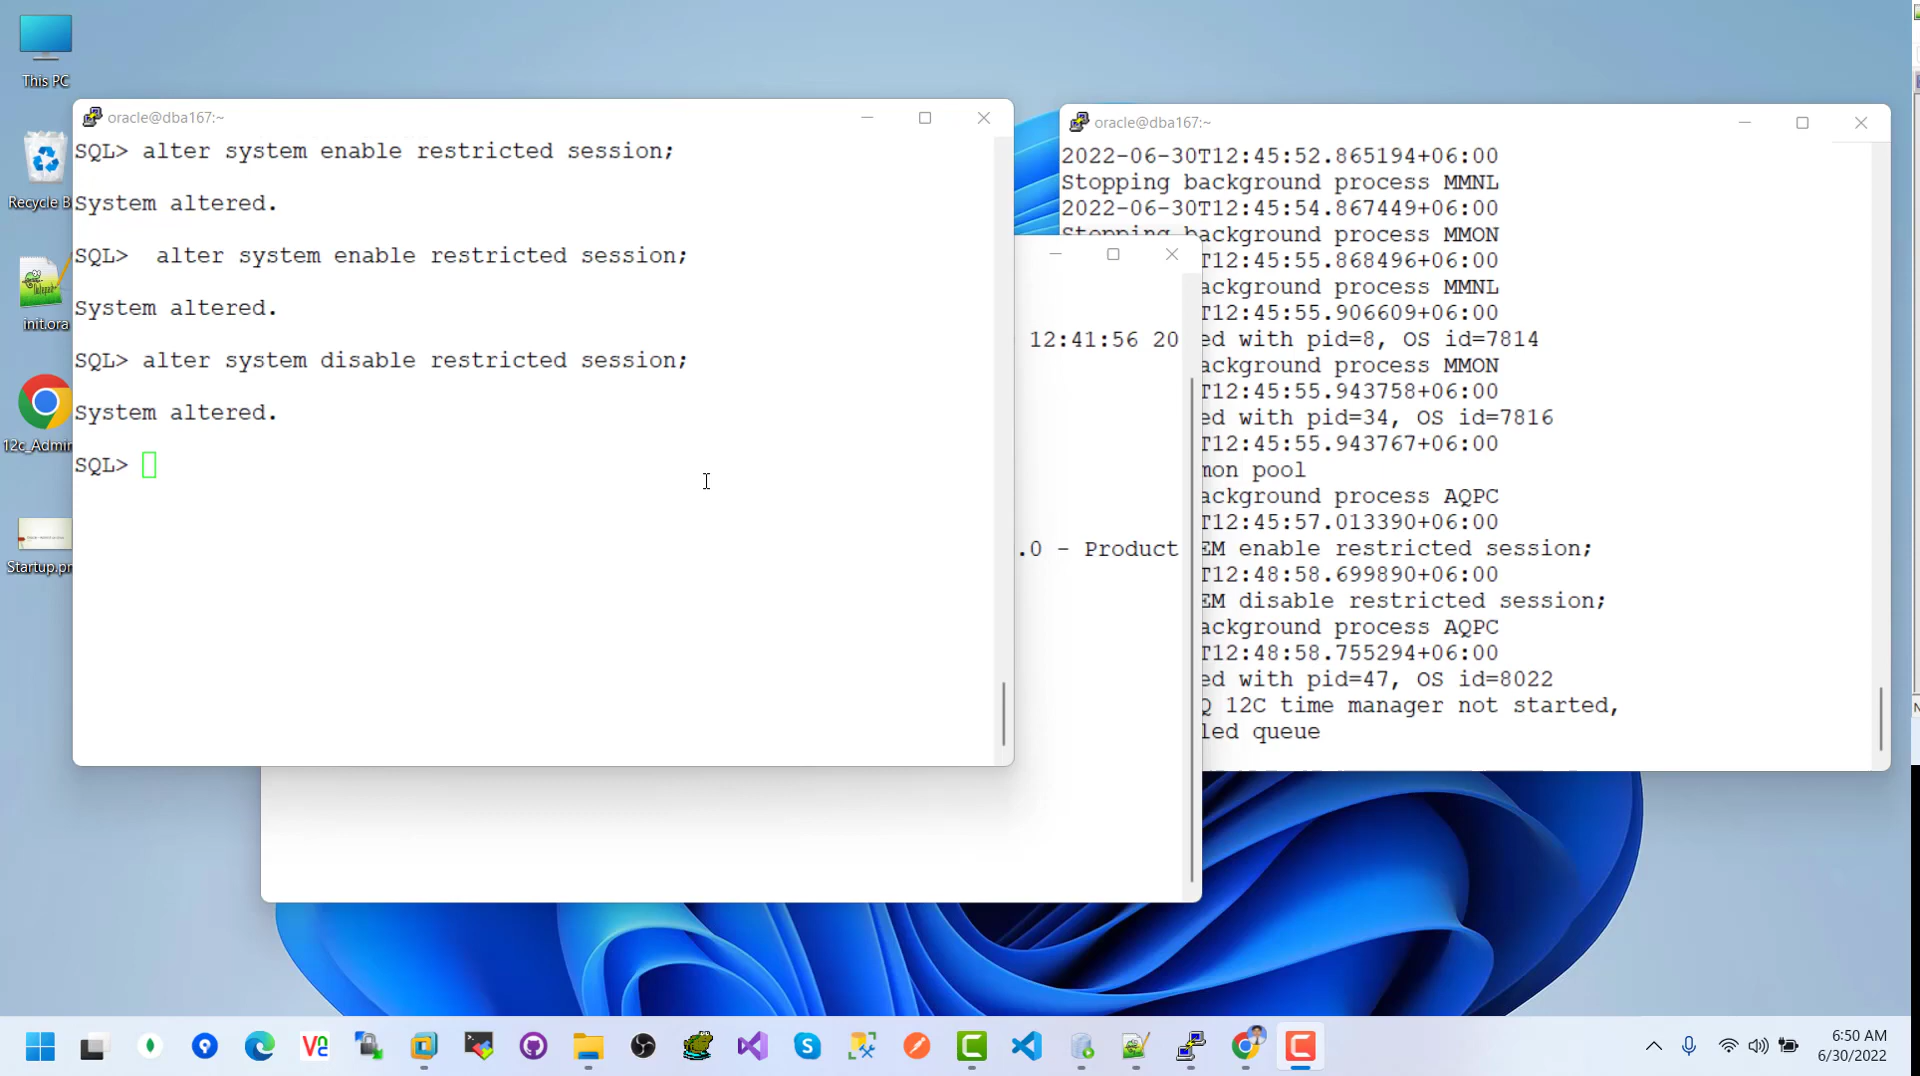 This PC
Recycle B
init.ora
12c_Admin
Startup.pr
oracle@dba167:~
SQL> alter system enable restricted session;
System altered.
SQL>  alter system enable restricted session;
System altered.
SQL> alter system disable restricted session;
System altered.
SQL>
12:41:56 20
.0 - Product
oracle@dba167:~
2022-06-30T12:45:52.865194+06:00
Stopping background process MMNL
2022-06-30T12:45:54.867449+06:00
Stopping background process MMON
T12:45:55.868496+06:00
ackground process MMNL
T12:45:55.906609+06:00
ed with pid=8, OS id=7814
ackground process MMON
T12:45:55.943758+06:00
ed with pid=34, OS id=7816
T12:45:55.943767+06:00
mon pool
ackground process AQPC
T12:45:57.013390+06:00
EM enable restricted session;
T12:48:58.699890+06:00
EM disable restricted session;
ackground process AQPC
T12:48:58.755294+06:00
ed with pid=47, OS id=8022
Q 12C time manager not started,
led queue
6:50 AM
6/30/2022